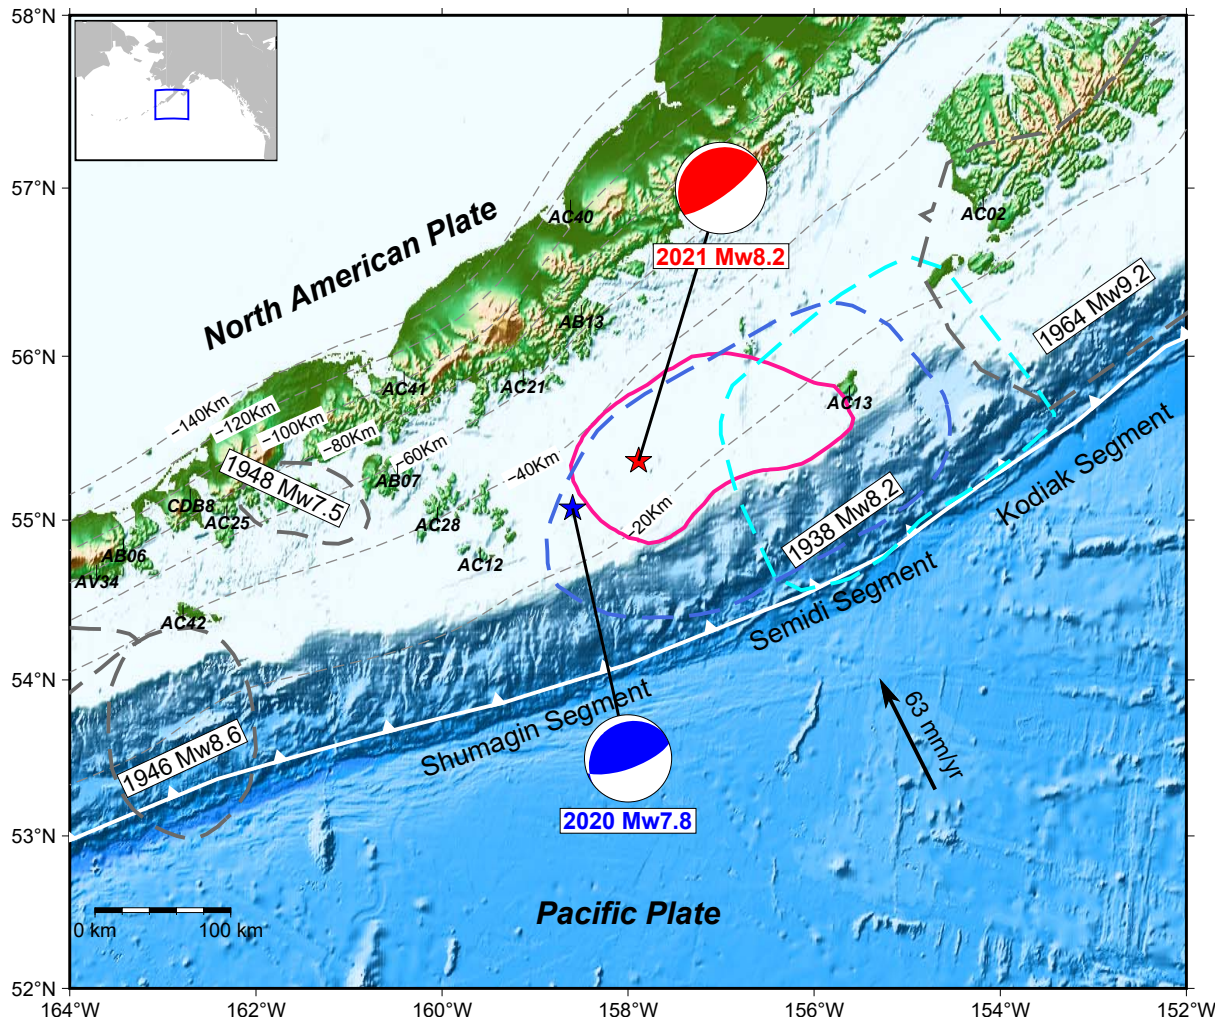 58°N
57°N
56°N
55°N
54°N
53°N
52°N
164°W
162°W
160°W
158°W
156°W
154°W
152°W
North American Plate
Pacific Plate
2021 Mw8.2
2020 Mw7.8
1964 Mw9.2
1938 Mw8.2
1948 Mw7.5
1946 Mw8.6
Kodiak Segment
Semidi Segment
Shumagin Segment
63 mm/yr
−140Km
−120Km
−100Km
−80Km
−60Km
−40Km
−20Km
AC40
AC02
AB13
AC41
AC21
AC13
AB07
CDB8
AC25
AC28
AB06
AC12
AV34
AC42
0 km
100 km